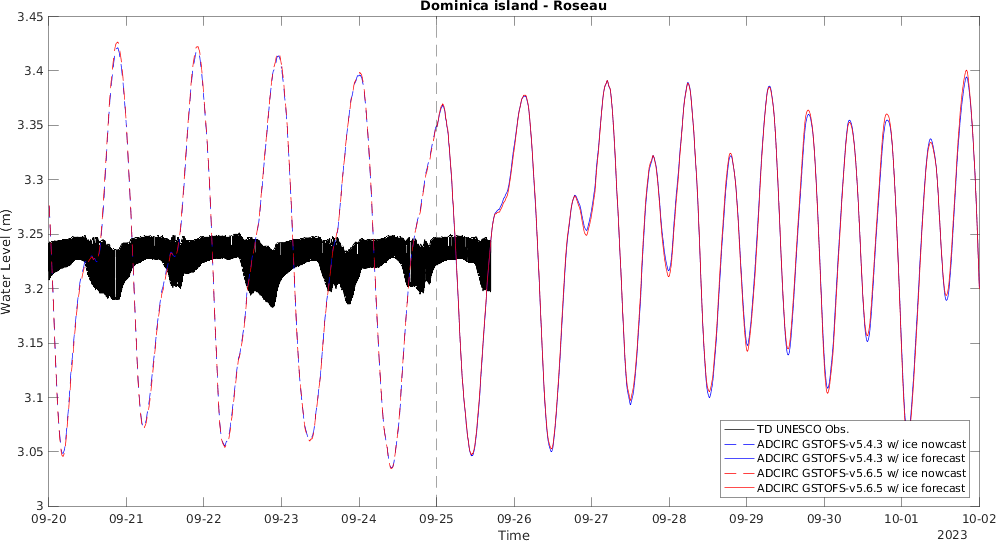 Dominica island - Roseau
3.45
3.4
3.35
3.3
3.25
3.2
3.15
3.1
3.05
3
Water Level (m)
TD UNESCO Obs.
ADCIRC GSTOFS-v5.4.3 w/ ice nowcast
ADCIRC GSTOFS-v5.4.3 w/ ice forecast
ADCIRC GSTOFS-v5.6.5 w/ ice nowcast
ADCIRC GSTOFS-v5.6.5 w/ ice forecast
09-20 09-21 09-22 09-23 09-24 09-25 09-26 09-27 09-28 09-29 09-30 10-01 10-02
Time
2023